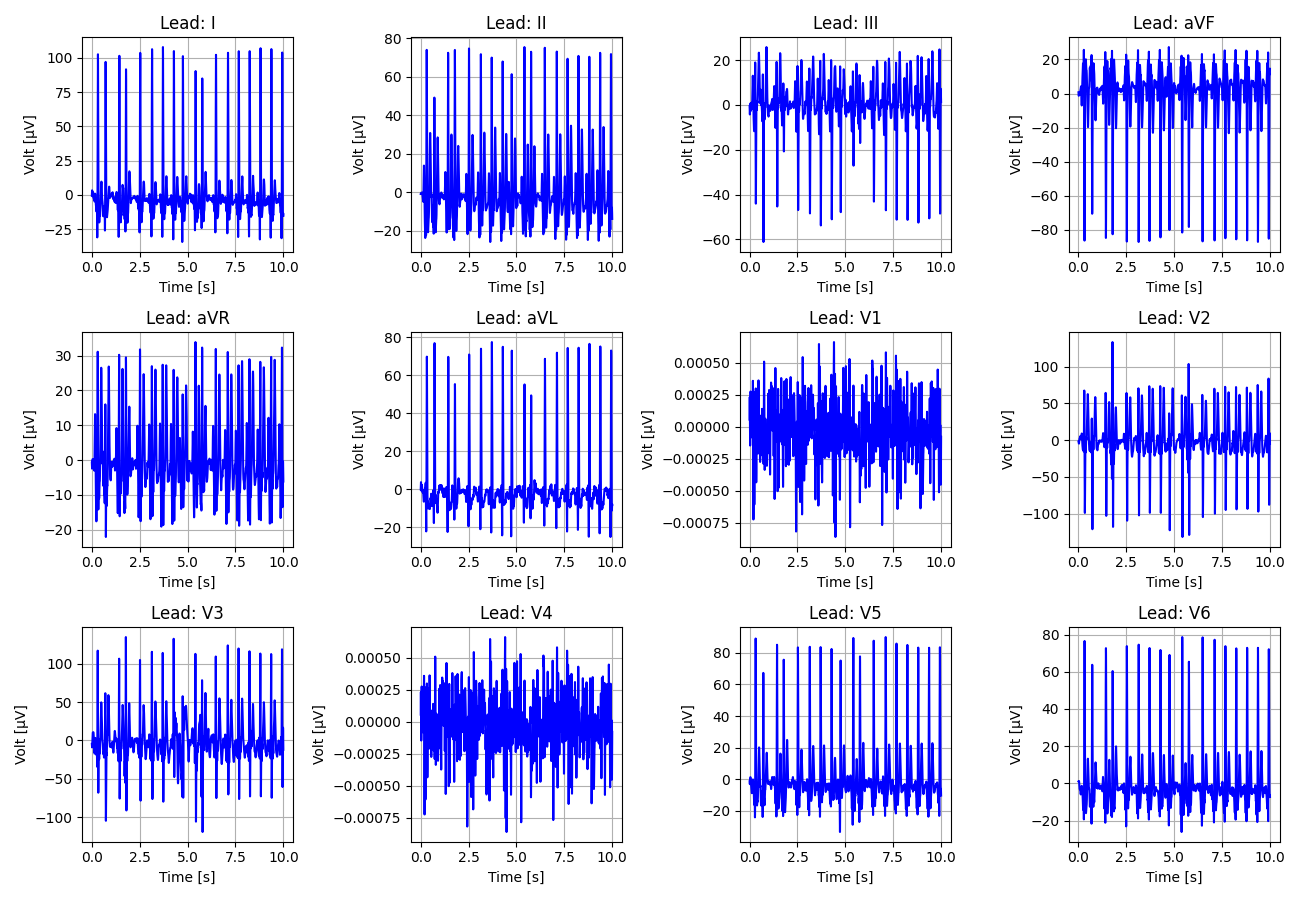 Lead: I
Lead: II
Lead: III
Lead: aVF
Volt [µV]
100
75
50
25
0
−25
0.0 2.5 5.0 7.5 10.0
Time [s]
Volt [µV]
80
60
40
20
0
−20
0.0 2.5 5.0 7.5 10.0
Time [s]
Volt [µV]
20
0
−20
−40
−60
0.0 2.5 5.0 7.5 10.0
Time [s]
Volt [µV]
20
0
−20
−40
−60
−80
0.0 2.5 5.0 7.5 10.0
Time [s]
Lead: aVR
Lead: aVL
Lead: V1
Lead: V2
Volt [µV]
30
20
10
0
−10
−20
0.0 2.5 5.0 7.5 10.0
Time [s]
Volt [µV]
80
60
40
20
0
−20
0.0 2.5 5.0 7.5 10.0
Time [s]
Volt [µV]
0.00050
0.00025
0.00000
−0.00025
−0.00050
−0.00075
0.0 2.5 5.0 7.5 10.0
Time [s]
Volt [µV]
100
50
0
−50
−100
0.0 2.5 5.0 7.5 10.0
Time [s]
Lead: V3
Lead: V4
Lead: V5
Lead: V6
Volt [µV]
100
50
0
−50
−100
0.0 2.5 5.0 7.5 10.0
Time [s]
Volt [µV]
0.00050
0.00025
0.00000
−0.00025
−0.00050
−0.00075
0.0 2.5 5.0 7.5 10.0
Time [s]
Volt [µV]
80
60
40
20
0
−20
0.0 2.5 5.0 7.5 10.0
Time [s]
Volt [µV]
80
60
40
20
0
−20
0.0 2.5 5.0 7.5 10.0
Time [s]